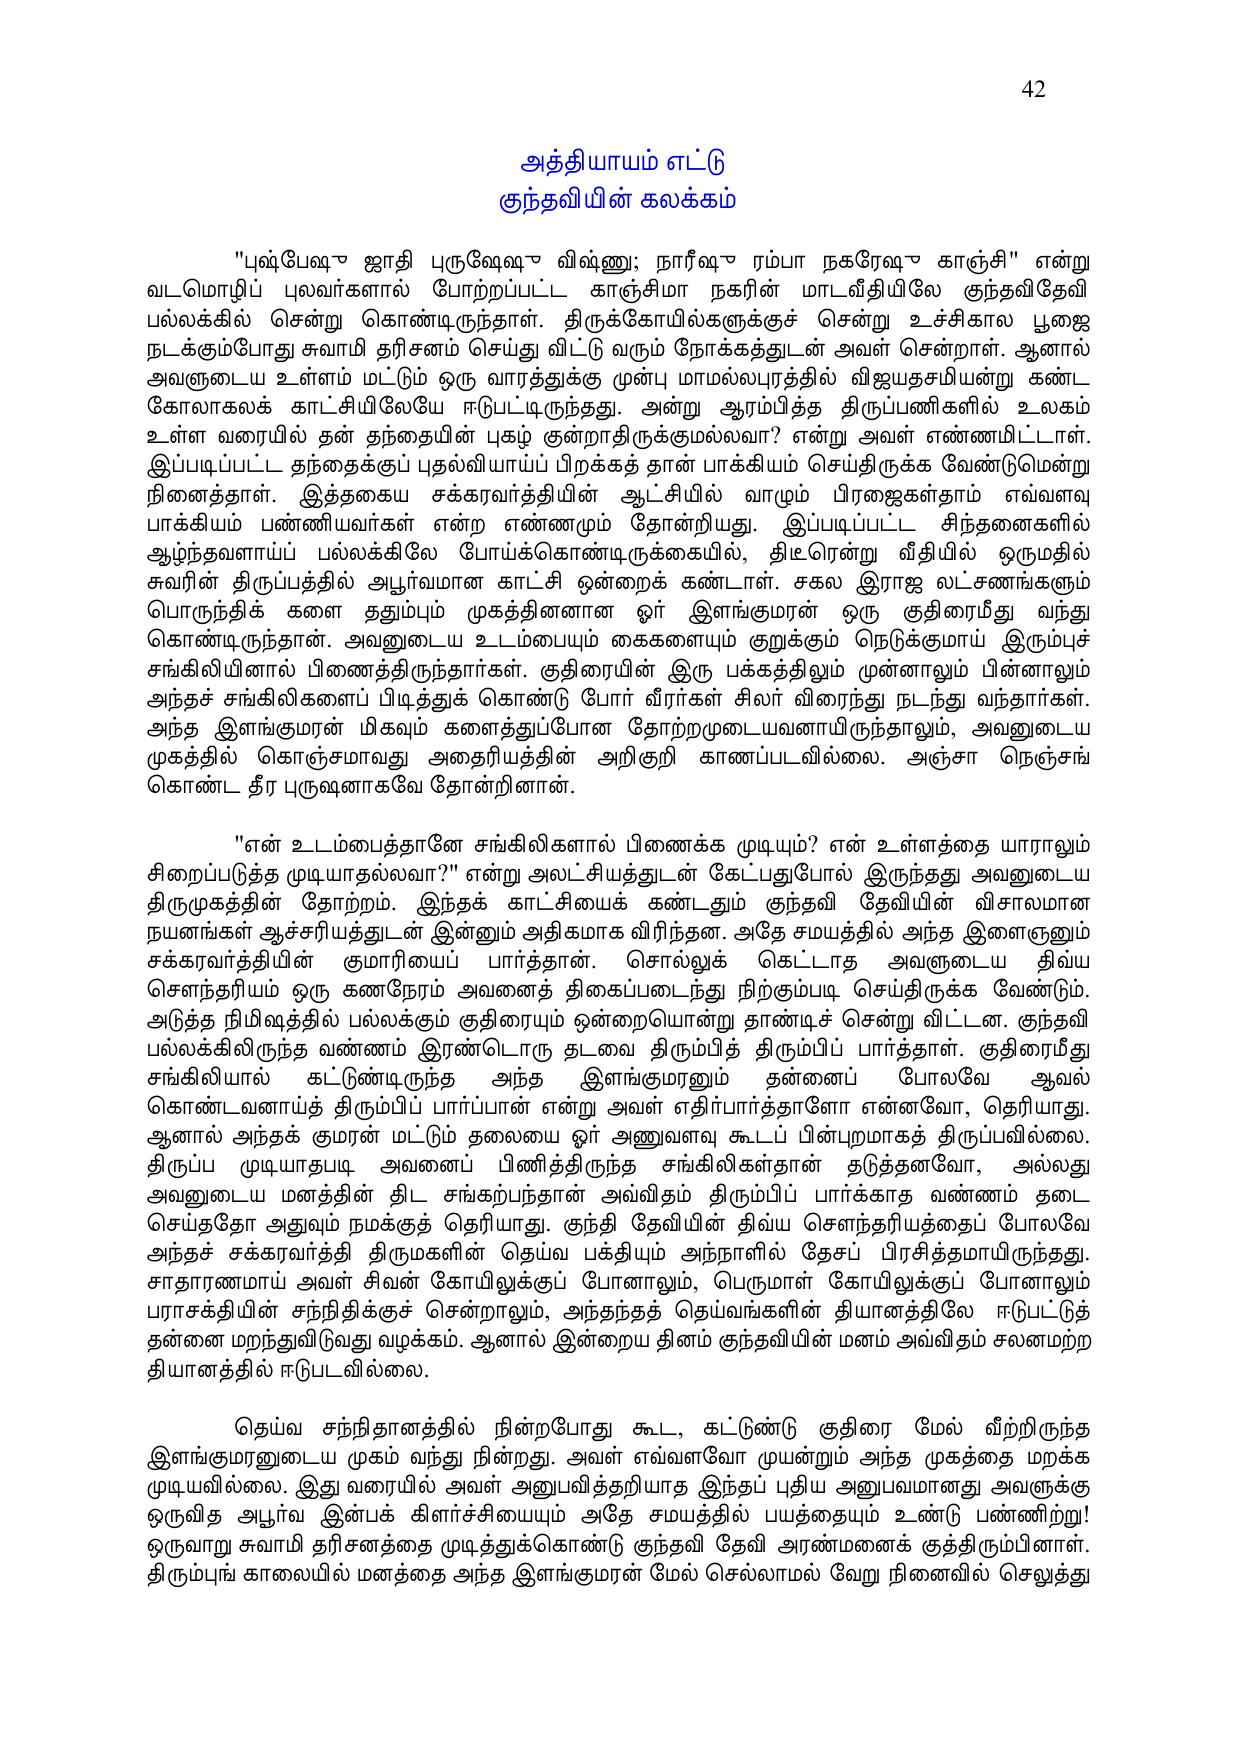 42
அத்தியாயம் எட்டு
குந்தவியின் கலக்கம்
"புஷ்பேஷு ஜாதி புருஷேஷு விஷ்ணு; நாரீஷு ரம்பா நகரேஷு காஞ்சி" என்று
வடமொழிப் புலவர்களால் போற்றப்பட்ட காஞ்சிமா நகரின் மாடவீதியிலே குந்தவிதேவி
பல்லக்கில் சென்று கொண்டிருந்தாள். திருக்கோயில்களுக்குச் சென்று உச்சிகால பூஜை
நடக்கும்போது சுவாமி தரிசனம் செய்து விட்டு வரும் நோக்கத்துடன் அவள் சென்றாள். ஆனால்
அவளுடைய உள்ளம் மட்டும் ஒரு வாரத்துக்கு முன்பு மாமல்லபுரத்தில் விஜயதசமியன்று கண்ட
கோலாகலக் காட்சியிலேயே ஈடுபட்டிருந்தது. அன்று ஆரம்பித்த திருப்பணிகளில் உலகம்
உள்ள வரையில் தன் தந்தையின் புகழ் குன்றாதிருக்குமல்லவா? என்று அவள் எண்ணமிட்டாள்.
இப்படிப்பட்ட தந்தைக்குப் புதல்வியாய்ப் பிறக்கத் தான் பாக்கியம் செய்திருக்க வேண்டுமென்று
நினைத்தாள். இத்தகைய சக்கரவர்த்தியின் ஆட்சியில் வாழும் பிரஜைகள்தாம் எவ்வளவு
பாக்கியம் பண்ணியவர்கள் என்ற எண்ணமும் தோன்றியது. இப்படிப்பட்ட சிந்தனைகளில்
ஆழ்ந்தவளாய்ப் பல்லக்கிலே போய்க்கொண்டிருக்கையில், திடீரென்று வீதியில் ஒருமதில்
சுவரின் திருப்பத்தில் அபூர்வமான காட்சி ஒன்றைக் கண்டாள். சகல இராஜ லட்சணங்களும்
பொருந்திக் களை ததும்பும் முகத்தினனான ஓர் இளங்குமரன் ஒரு குதிரைமீது வந்து
கொண்டிருந்தான். அவனுடைய உடம்பையும் கைகளையும் குறுக்கும் நெடுக்குமாய் இரும்புச்
சங்கிலியினால் பிணைத்திருந்தார்கள். குதிரையின் இரு பக்கத்திலும் முன்னாலும் பின்னாலும்
அந்தச் சங்கிலிகளைப் பிடித்துக் கொண்டு போர் வீரர்கள் சிலர் விரைந்து நடந்து வந்தார்கள்.
அந்த இளங்குமரன் மிகவும் களைத்துப்போன தோற்றமுடையவனாயிருந்தாலும், அவனுடைய
முகத்தில் கொஞ்சமாவது அதைரியத்தின் அறிகுறி காணப்படவில்லை. அஞ்சா நெஞ்சங்
கொண்ட தீர புருஷனாகவே தோன்றினான்.
"என் உடம்பைத்தானே சங்கிலிகளால் பிணைக்க முடியும்? என் உள்ளத்தை யாராலும்
சிறைப்படுத்த முடியாதல்லவா?" என்று அலட்சியத்துடன் கேட்பதுபோல் இருந்தது அவனுடைய
திருமுகத்தின் தோற்றம். இந்தக் காட்சியைக் கண்டதும் குந்தவி தேவியின் விசாலமான
நயனங்கள் ஆச்சரியத்துடன் இன்னும் அதிகமாக விரிந்தன. அதே சமயத்தில் அந்த இளைஞனும்
சக்கரவர்த்தியின் குமாரியைப் பார்த்தான். சொல்லுக் கெட்டாத அவளுடைய திவ்ய
சௌந்தரியம் ஒரு கணநேரம் அவனைத் திகைப்படைந்து நிற்கும்படி செய்திருக்க வேண்டும்.
அடுத்த நிமிஷத்தில் பல்லக்கும் குதிரையும் ஒன்றையொன்று தாண்டிச் சென்று விட்டன. குந்தவி
பல்லக்கிலிருந்த வண்ணம் இரண்டொரு தடவை திரும்பித் திரும்பிப் பார்த்தாள். குதிரைமீது
சங்கிலியால் கட்டுண்டிருந்த அந்த இளங்குமரனும் தன்னைப் போலவே ஆவல்
கொண்டவனாய்த் திரும்பிப் பார்ப்பான் என்று அவள் எதிர்பார்த்தாளோ என்னவோ, தெரியாது.
ஆனால் அந்தக் குமரன் மட்டும் தலையை ஓர் அணுவளவு கூடப் பின்புறமாகத் திருப்பவில்லை.
திருப்ப முடியாதபடி அவனைப் பிணித்திருந்த சங்கிலிகள்தான் தடுத்தனவோ, அல்லது
அவனுடைய மனத்தின் திட சங்கற்பந்தான் அவ்விதம் திரும்பிப் பார்க்காத வண்ணம் தடை
செய்ததோ அதுவும் நமக்குத் தெரியாது. குந்தி தேவியின் திவ்ய சௌந்தரியத்தைப் போலவே
அந்தச் சக்கரவர்த்தி திருமகளின் தெய்வ பக்தியும் அந்நாளில் தேசப் பிரசித்தமாயிருந்தது.
சாதாரணமாய் அவள் சிவன் கோயிலுக்குப் போனாலும், பெருமாள் கோயிலுக்குப் போனாலும்
பராசக்தியின் சந்நிதிக்குச் சென்றாலும், அந்தந்தத் தெய்வங்களின் தியானத்திலே ஈடுபட்டுத்
தன்னை மறந்துவிடுவது வழக்கம். ஆனால் இன்றைய தினம் குந்தவியின் மனம் அவ்விதம் சலனமற்ற
தியானத்தில் ஈடுபடவில்லை.
தெய்வ சந்நிதானத்தில் நின்றபோது கூட, கட்டுண்டு குதிரை மேல் வீற்றிருந்த
இளங்குமரனுடைய முகம் வந்து நின்றது. அவள் எவ்வளவோ முயன்றும் அந்த முகத்தை மறக்க
முடியவில்லை. இது வரையில் அவள் அனுபவித்தறியாத இந்தப் புதிய அனுபவமானது அவளுக்கு
ஒருவித அபூர்வ இன்பக் கிளர்ச்சியையும் அதே சமயத்தில் பயத்தையும் உண்டு பண்ணிற்று!
ஒருவாறு சுவாமி தரிசனத்தை முடித்துக்கொண்டு குந்தவி தேவி அரண்மனைக் குத்திரும்பினாள்.
திரும்புங் காலையில் மனத்தை அந்த இளங்குமரன் மேல் செல்லாமல் வேறு நினைவில் செலுத்து